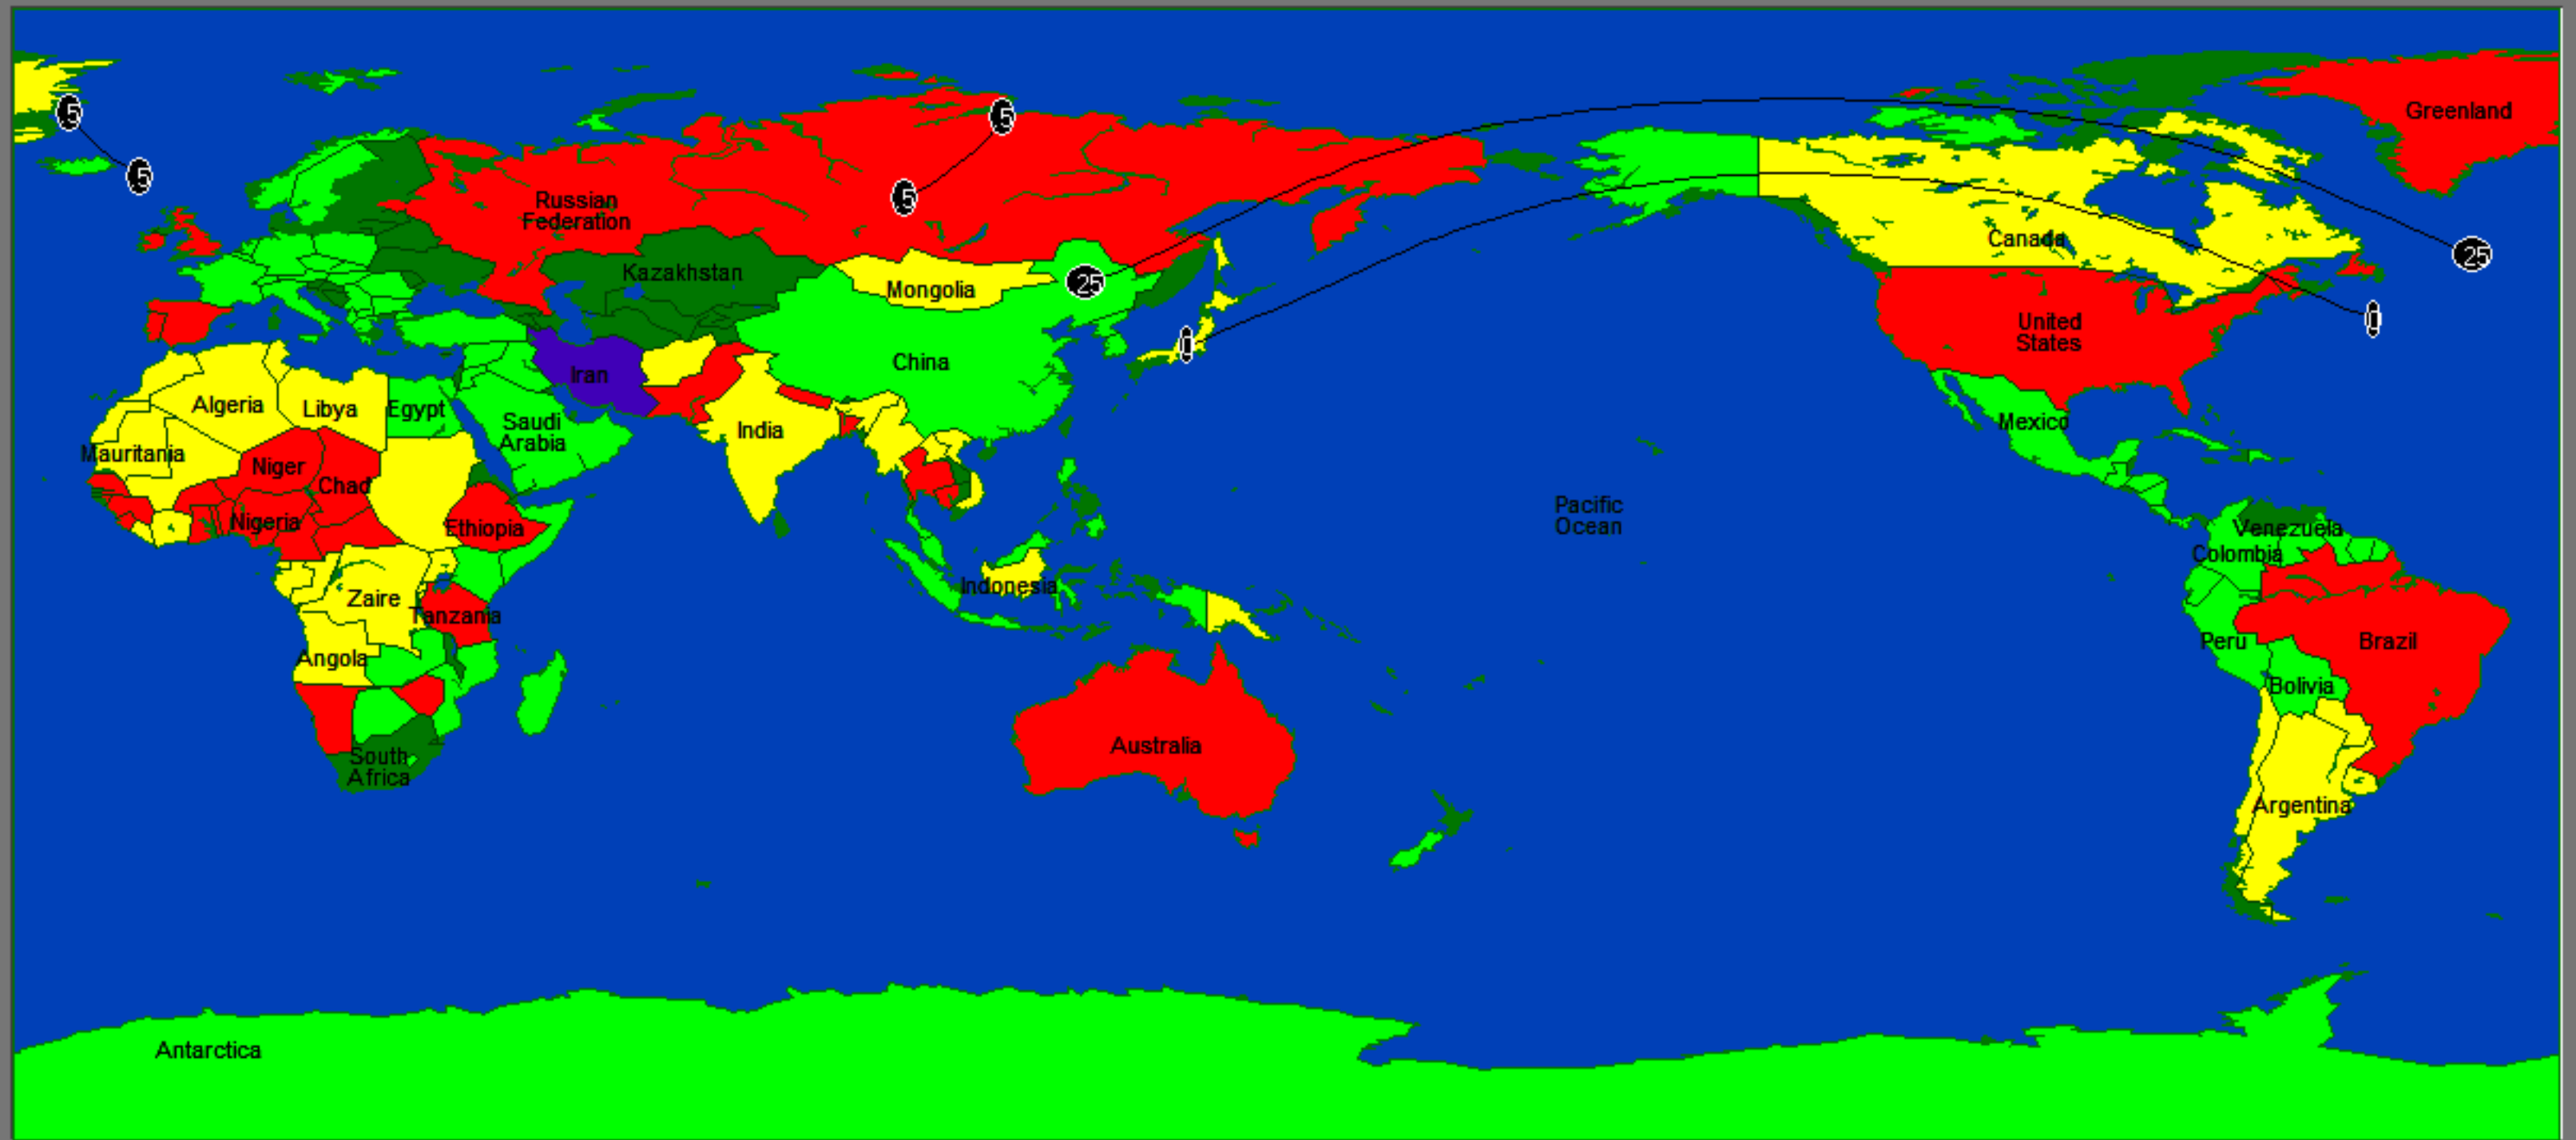 5
5
Greenland
5
5
Russian
Federation
Canada
25
Kazakhstan
Mongolia
25
United
States
China
Iran
Algeria
Libya
Egypt
Saudi
Arabia
India
Mexico
Mauritania
Niger
Chad
Nigeria
Ethiopia
Pacific
Ocean
Venezuela
Colombia
Indonesia
Zaire
Tanzania
Peru
Brazil
Angola
Bolivia
South
Africa
Australia
Argentina
Antarctica